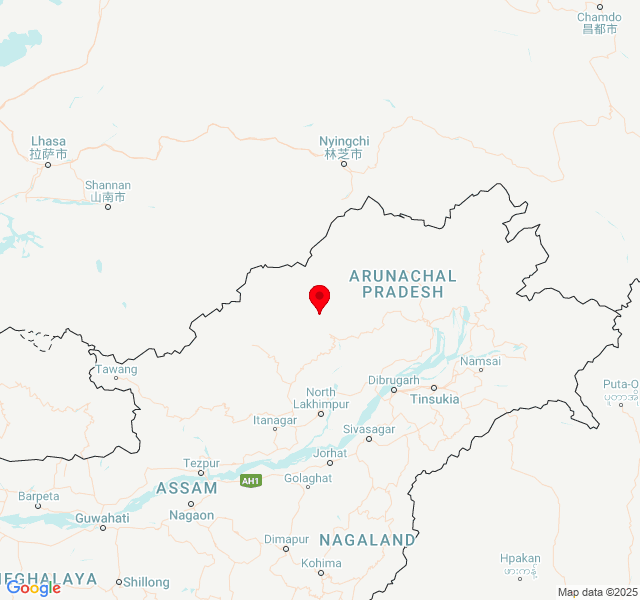 Chamdo
昌都市
Lhasa
拉萨市
Nyingchi
林芝市
Shannan
山南市
ARUNACHAL
PRADESH
Tawang
Namsai
Dibrugarh
Tinsukia
North
Lakhimpur
Itanagar
Sivasagar
Jorhat
Tezpur
Golaghat
AH1
ASSAM
Barpeta
Nagaon
Guwahati
NAGALAND
Dimapur
Kohima
Shillong
Hpakan
Puta-O
Google
Map data ©2025